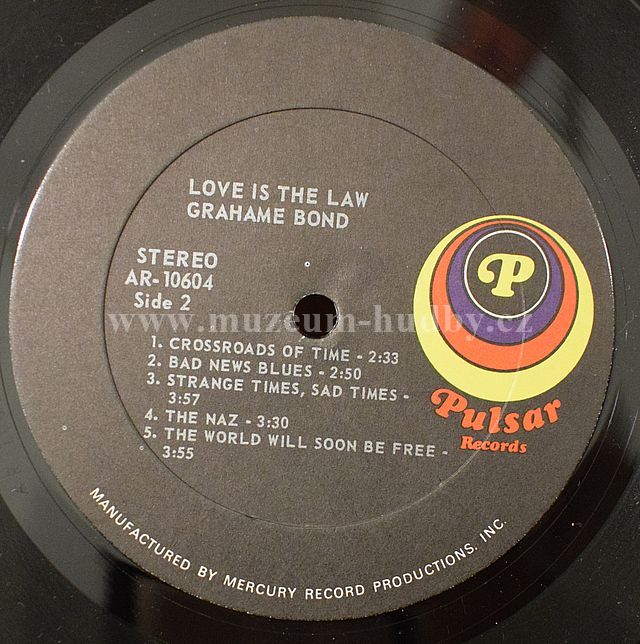 LOVE IS THE LAW
GRAHAME BOND
STEREO
AR-10604
Side 2
www.muzeum-hudby.cz
1. CROSSROADS OF TIME - 2:33
2. BAD NEWS BLUES - 2:50
3. STRANGE TIMES, SAD TIMES -
3:57
4. THE NAZ - 3:30
5. THE WORLD WILL SOON BE FREE -
3:55
P
Pulsar
Records
MANUFACTURED BY MERCURY RECORD PRODUCTIONS, INC.